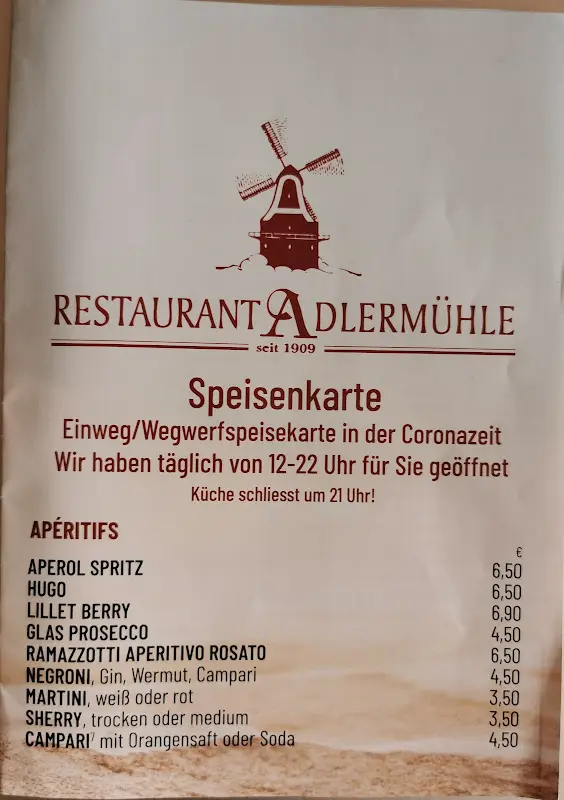 RESTAURANT ADLERMÜHLE
seit 1909
Speisenkarte
Einweg/Wegwerfspeisekarte in der Coronazeit
Wir haben täglich von 12-22 Uhr für Sie geöffnet
Küche schliesst um 21 Uhr!
APÉRITIFS
€
APEROL SPRITZ 6,50
HUGO 6,50
LILLET BERRY 6,90
GLAS PROSECCO 4,50
RAMAZZOTTI APERITIVO ROSATO 6,50
NEGRONI, Gin, Wermut, Campari 4,50
MARTINI, weiß oder rot 3,50
SHERRY, trocken oder medium 3,50
CAMPARI⁷ mit Orangensaft oder Soda 4,50